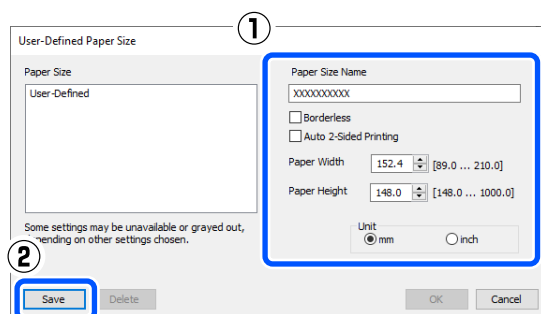 ①
User-Defined Paper Size
Paper Size
User-Defined
Paper Size Name
XXXXXXXXXX
Borderless
Auto 2-Sided Printing
Paper Width 152.4 [89.0 ... 210.0]
Paper Height 148.0 [148.0 ... 1000.0]
Unit
mm inch
Some settings may be unavailable or grayed out,
depending on other settings chosen.
②
Save Delete OK Cancel